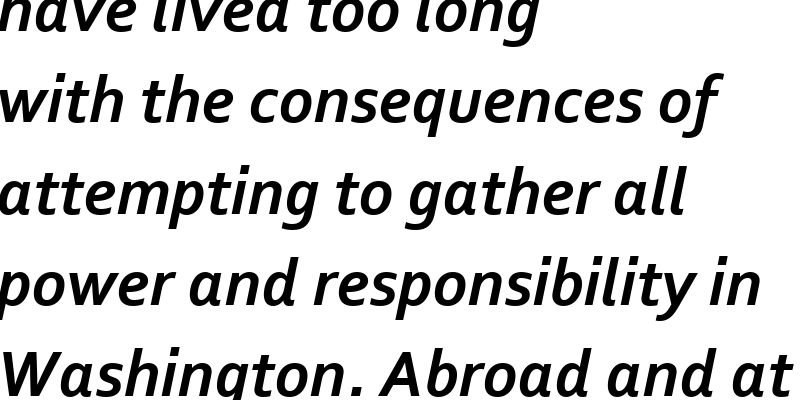 have lived too long
with the consequences of
attempting to gather all
power and responsibility in
Washington. Abroad and at